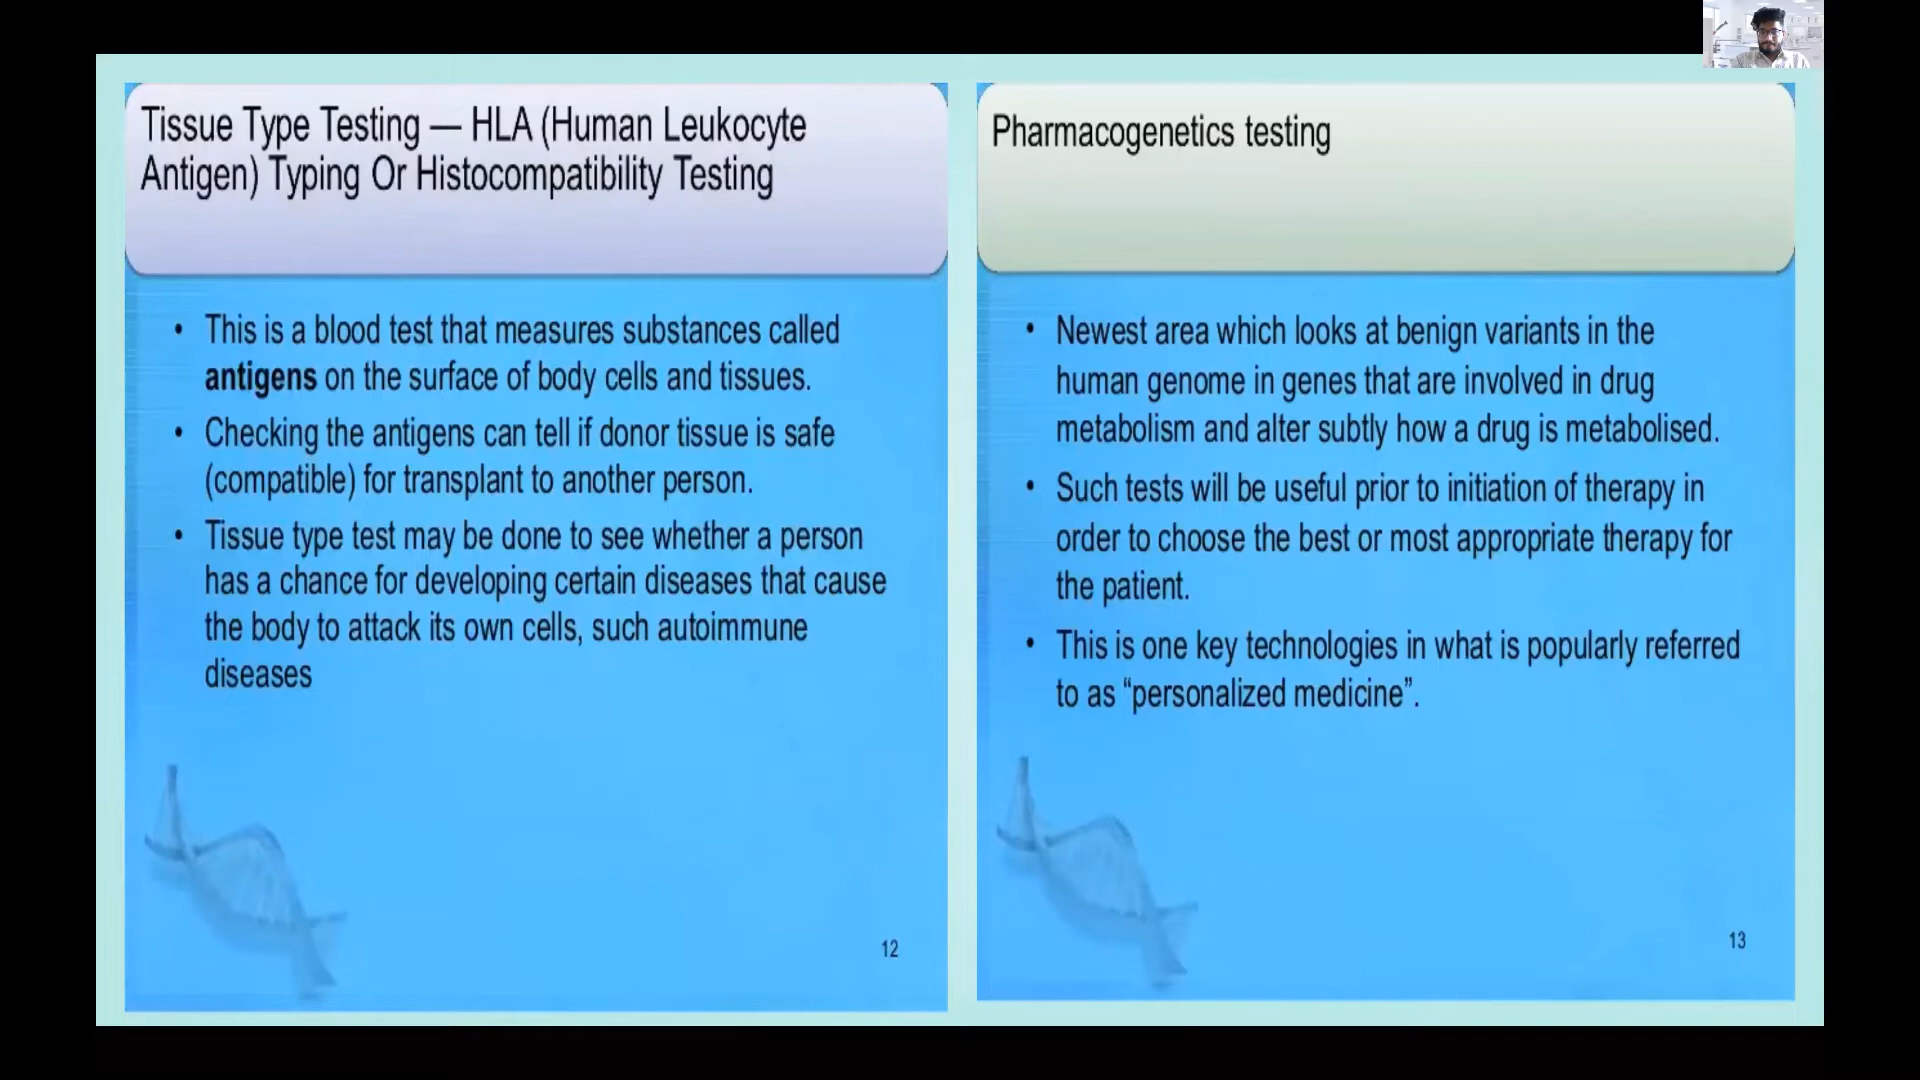 Tissue Type Testing — HLA (Human Leukocyte
Antigen) Typing Or Histocompatibility Testing
• This is a blood test that measures substances called
antigens on the surface of body cells and tissues.
• Checking the antigens can tell if donor tissue is safe
(compatible) for transplant to another person.
• Tissue type test may be done to see whether a person
has a chance for developing certain diseases that cause
the body to attack its own cells, such autoimmune
diseases
12
Pharmacogenetics testing
• Newest area which looks at benign variants in the
human genome in genes that are involved in drug
metabolism and alter subtly how a drug is metabolised.
• Such tests will be useful prior to initiation of therapy in
order to choose the best or most appropriate therapy for
the patient.
• This is one key technologies in what is popularly referred
to as “personalized medicine”.
13